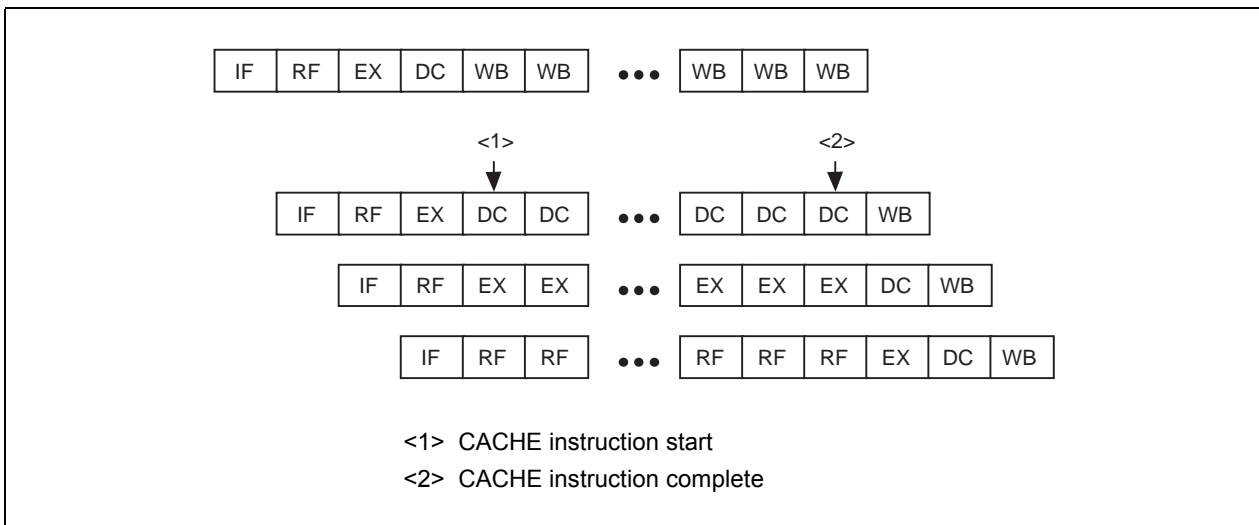 IF RF EX DC WB WB ••• WB WB WB
<1> <2>
IF RF EX DC DC ••• DC DC DC WB
IF RF EX EX ••• EX EX EX DC WB
IF RF RF ••• RF RF RF EX DC WB
<1> CACHE instruction start
<2> CACHE instruction complete